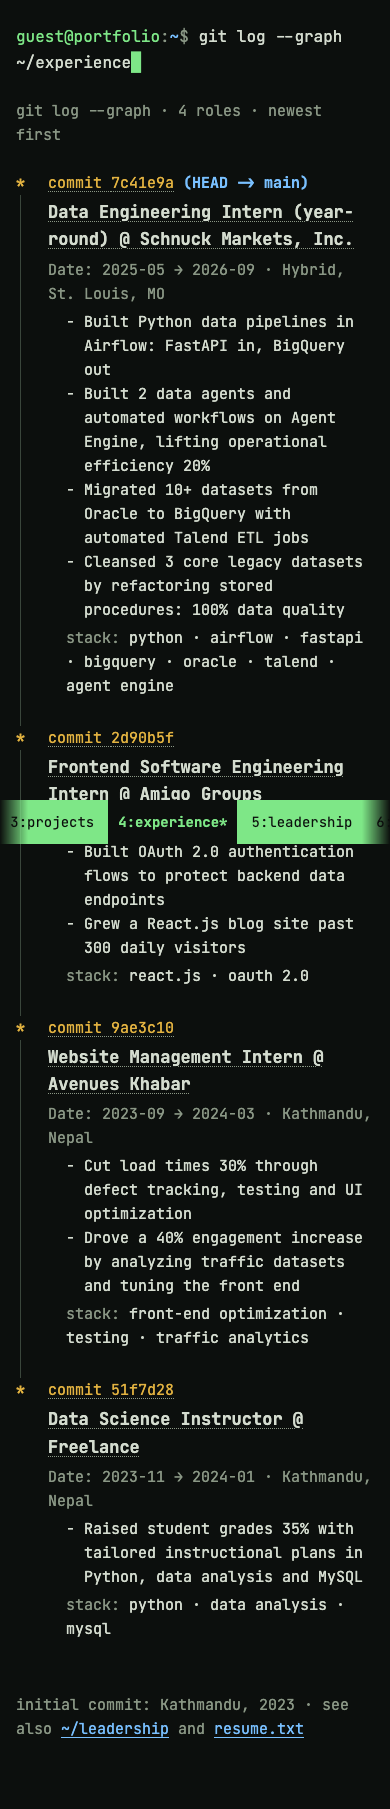 guest@portfolio:~$ git log --graph
~/experience
git log --graph · 4 roles · newest
first
* commit 7c41e9a (HEAD -> main)
Data Engineering Intern (year-
round) @ Schnuck Markets, Inc.
Date: 2025-05 → 2026-09 · Hybrid,
St. Louis, MO
- Built Python data pipelines in
Airflow: FastAPI in, BigQuery
out
- Built 2 data agents and
automated workflows on Agent
Engine, lifting operational
efficiency 20%
- Migrated 10+ datasets from
Oracle to BigQuery with
automated Talend ETL jobs
- Cleansed 3 core legacy datasets
by refactoring stored
procedures: 100% data quality
stack: python · airflow · fastapi
· bigquery · oracle · talend ·
agent engine
* commit 2d90b5f
Frontend Software Engineering
Intern @ Amigo Groups
3:projects 4:experience* 5:leadership 6
- Built OAuth 2.0 authentication
flows to protect backend data
endpoints
- Grew a React.js blog site past
300 daily visitors
stack: react.js · oauth 2.0
* commit 9ae3c10
Website Management Intern @
Avenues Khabar
Date: 2023-09 → 2024-03 · Kathmandu,
Nepal
- Cut load times 30% through
defect tracking, testing and UI
optimization
- Drove a 40% engagement increase
by analyzing traffic datasets
and tuning the front end
stack: front-end optimization ·
testing · traffic analytics
* commit 51f7d28
Data Science Instructor @
Freelance
Date: 2023-11 → 2024-01 · Kathmandu,
Nepal
- Raised student grades 35% with
tailored instructional plans in
Python, data analysis and MySQL
stack: python · data analysis ·
mysql
initial commit: Kathmandu, 2023 · see
also ~/leadership and resume.txt